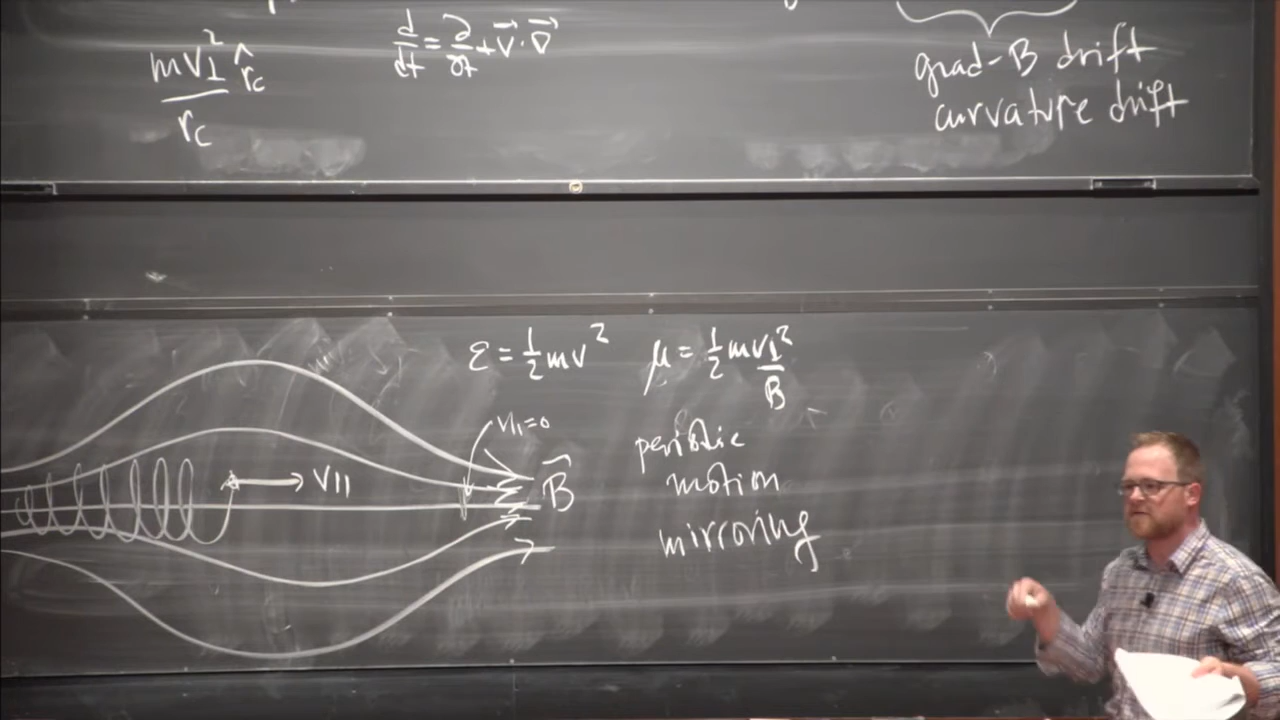 mv⊥² r̂c
rc
d/dt = ∂/∂t + v⃗·∇⃗
grad-B drift
curvature drift
ε = ½mv²
μ = ½mv⊥²
B
V∥=0
V∥
B⃗
periodic
motion
mirroring